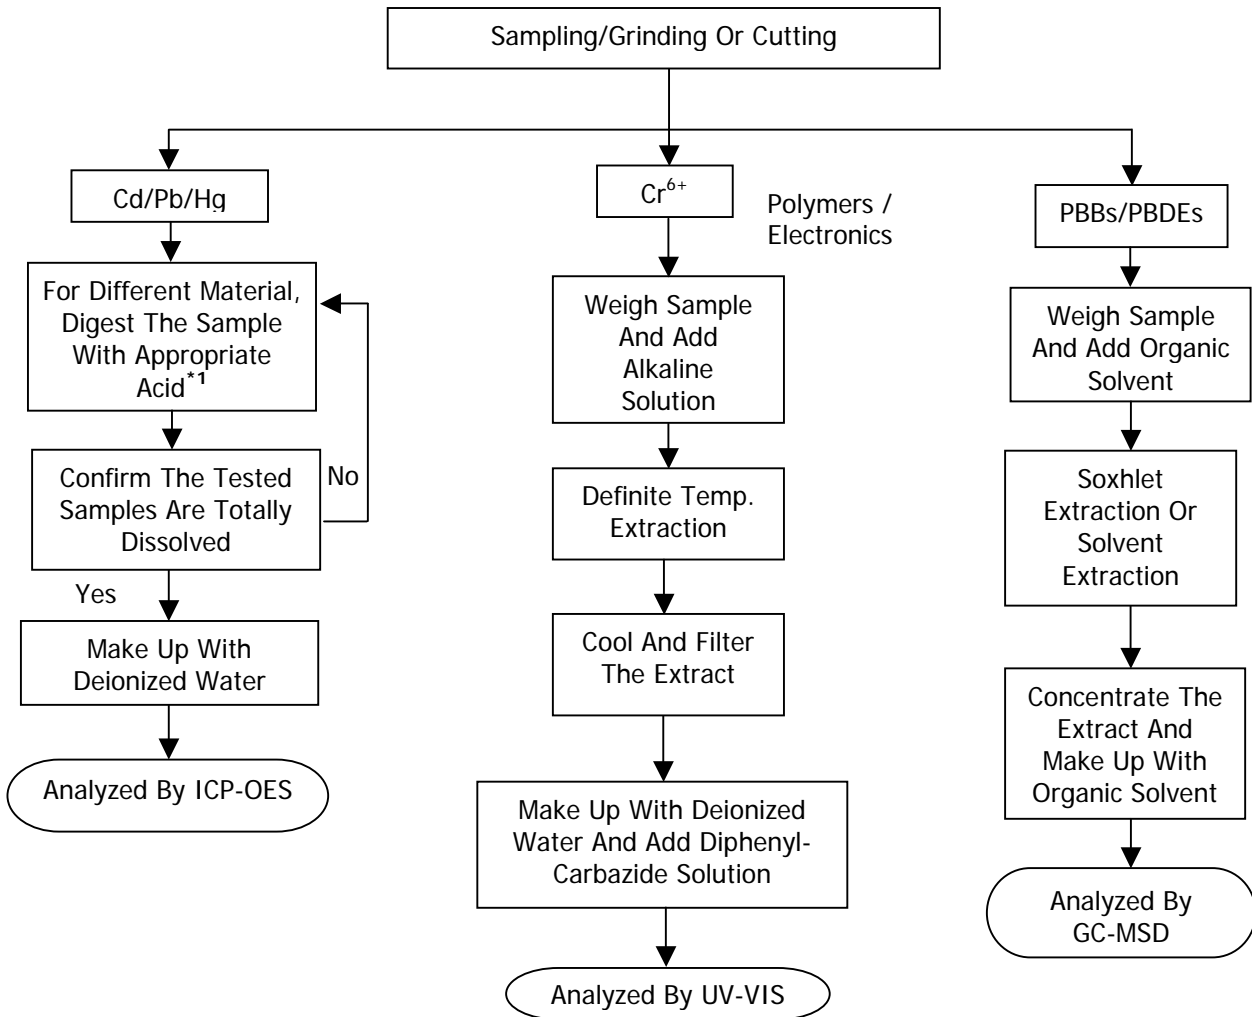 Sampling/Grinding Or Cutting
Cd/Pb/Hg
For Different Material,
Digest The Sample
With Appropriate
Acid*1
Confirm The Tested
Samples Are Totally
Dissolved
No
Yes
Make Up With
Deionized Water
Analyzed By ICP-OES
Cr6+
Polymers /
Electronics
Weigh Sample
And Add
Alkaline
Solution
Definite Temp.
Extraction
Cool And Filter
The Extract
Make Up With Deionized
Water And Add Diphenyl-
Carbazide Solution
Analyzed By UV-VIS
PBBs/PBDEs
Weigh Sample
And Add Organic
Solvent
Soxhlet
Extraction Or
Solvent
Extraction
Concentrate The
Extract And
Make Up With
Organic Solvent
Analyzed By
GC-MSD